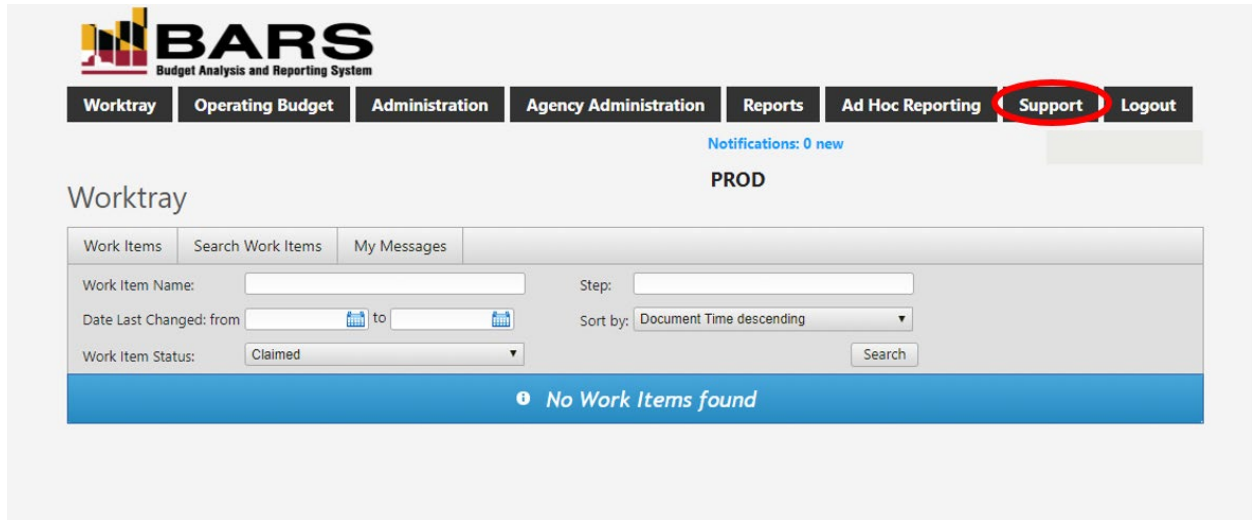 BARS
Budget Analysis and Reporting System
Worktray Operating Budget Administration Agency Administration Reports Ad Hoc Reporting Support Logout
Notifications: 0 new
PROD
Worktray
Work Items Search Work Items My Messages
Work Item Name: Step:
Date Last Changed: from to Sort by: Document Time descending
Work Item Status: Claimed Search
No Work Items found